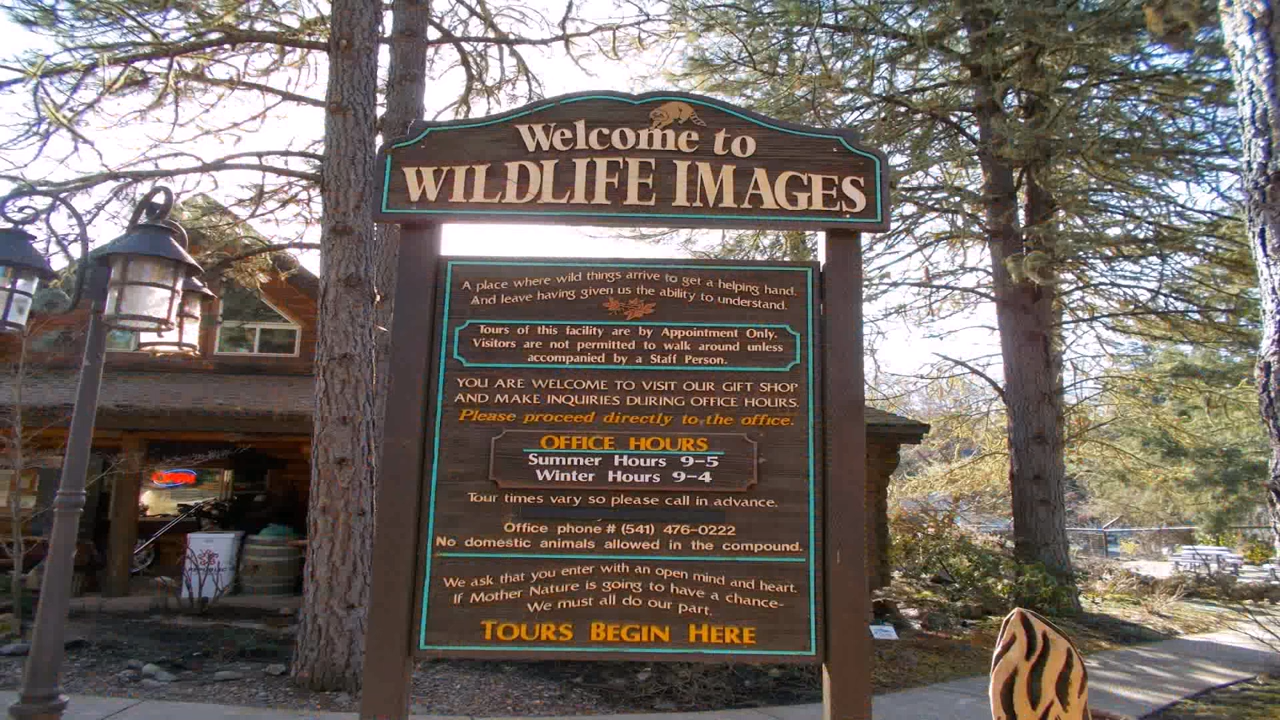 Welcome to
WILDLIFE IMAGES
A place where wild things arrive to get a helping hand.
And leave having given us the ability to understand.
Tours of this facility are by Appointment Only.
Visitors are not permitted to walk around unless
accompanied by a Staff Person.
YOU ARE WELCOME TO VISIT OUR GIFT SHOP
AND MAKE INQUIRIES DURING OFFICE HOURS.
Please proceed directly to the office.
OFFICE HOURS
Summer Hours 9-5
Winter Hours 9-4
Tour times vary so please call in advance.
Office phone # (541) 476-0222
No domestic animals allowed in the compound.
We ask that you enter with an open mind and heart.
If Mother Nature is going to have a chance-
We must all do our part.
TOURS BEGIN HERE